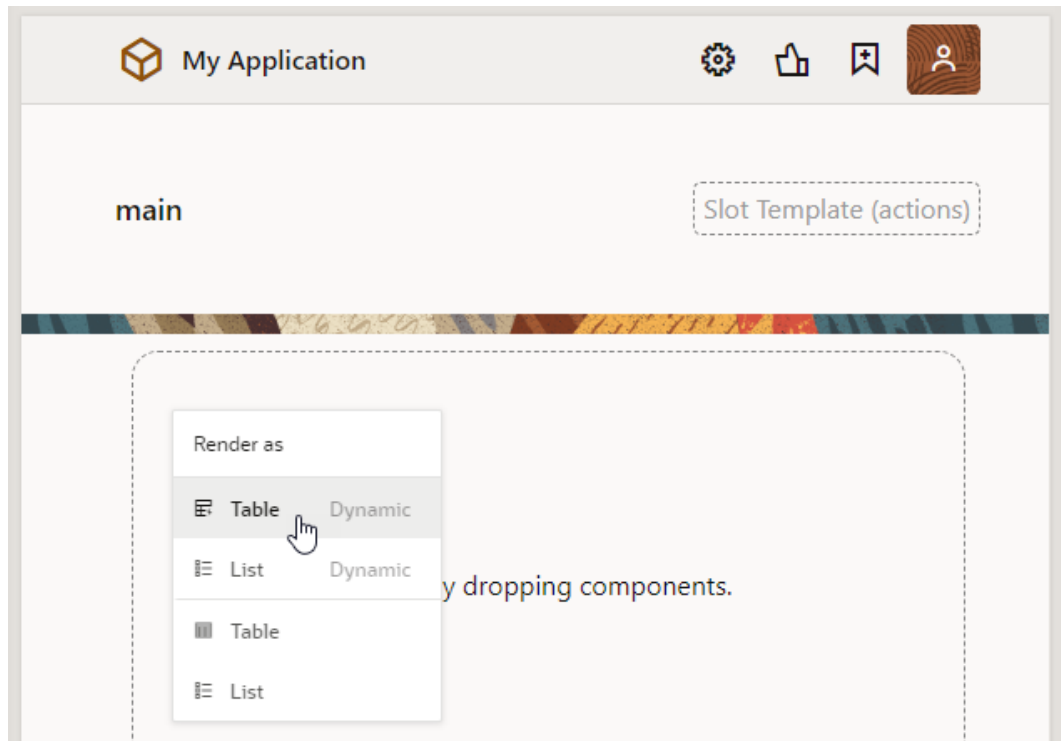 My Application
main
Slot Template (actions)
Render as
Table Dynamic
List Dynamic
y dropping components.
Table
List